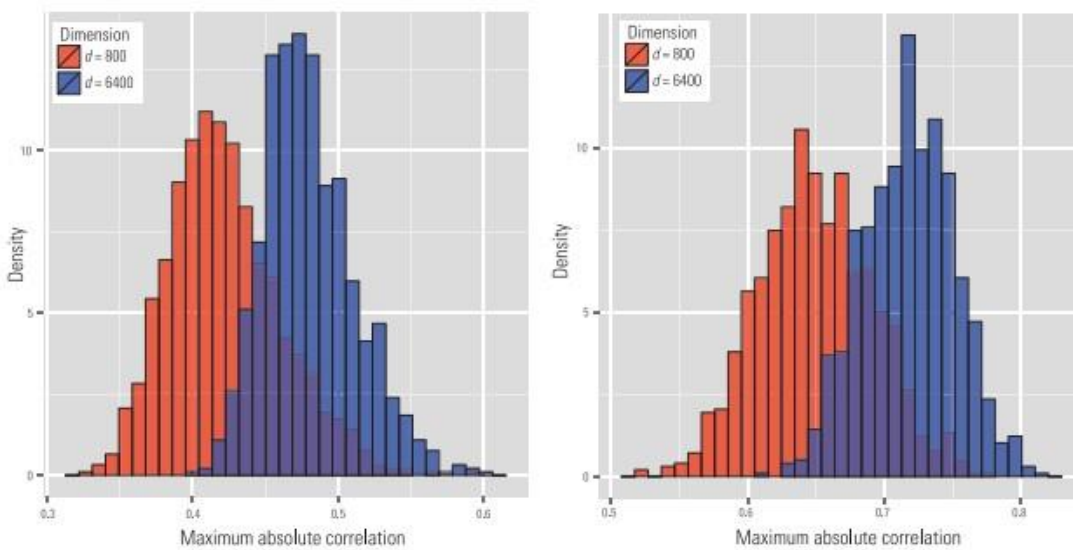 Dimension
d = 800
d = 6400
10
5
0
Density
0.3
0.4
0.5
0.6
Maximum absolute correlation
Dimension
d = 800
d = 6400
10
5
0
Density
0.5
0.6
0.7
0.8
Maximum absolute correlation